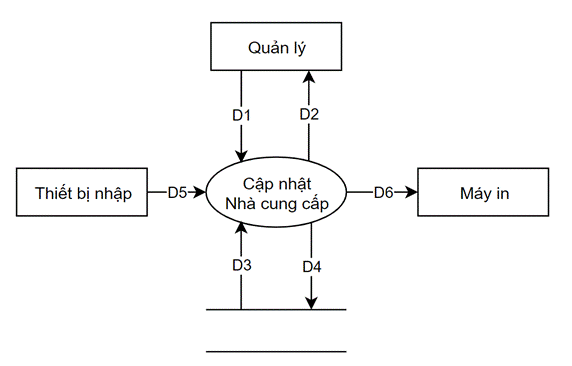 Quản lý
D1
D2
Thiết bị nhập
D5
Cập nhật
Nhà cung cấp
D6
Máy in
D3
D4